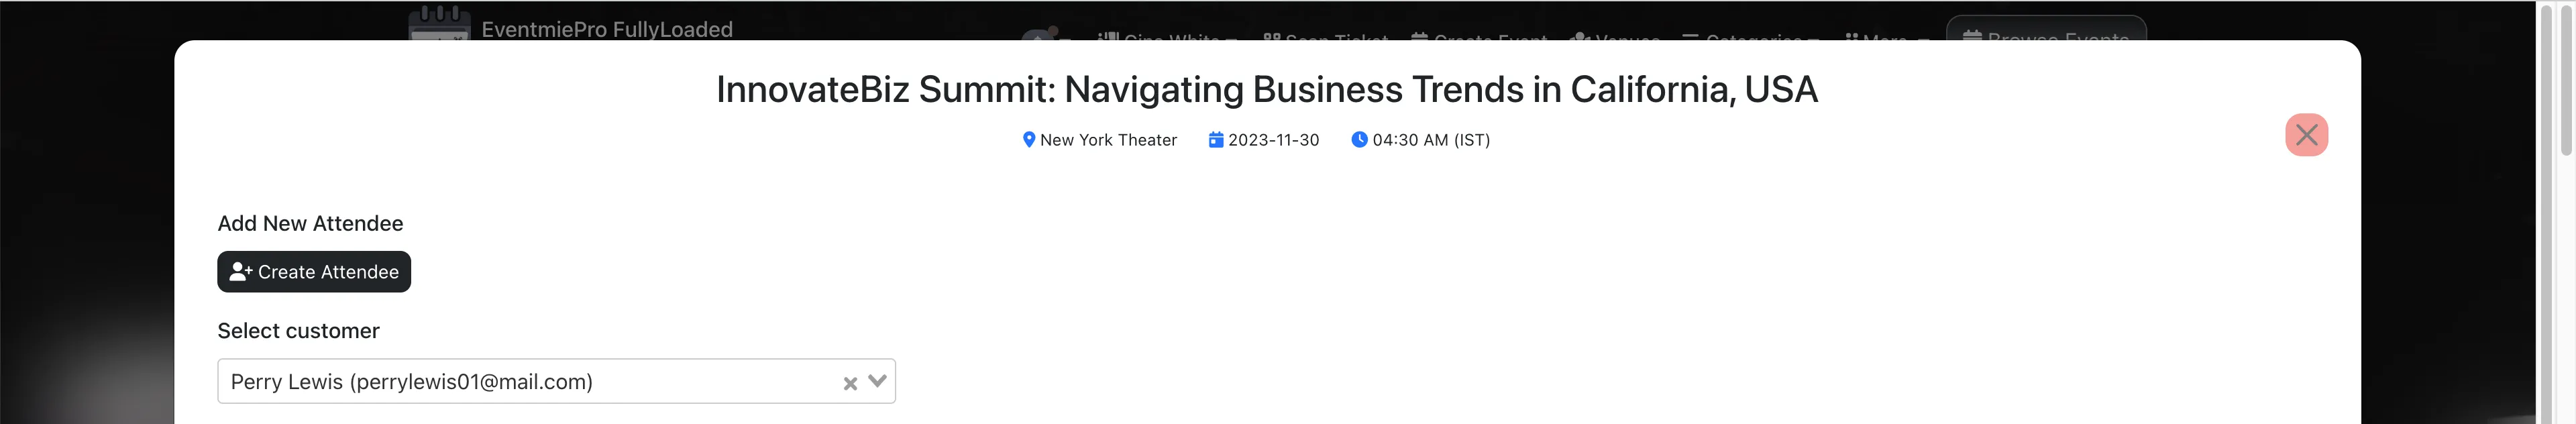 EventmiePro FullyLoaded
Gina White Scan Ticket Create Event Venues Categories More Browse Events
InnovateBiz Summit: Navigating Business Trends in California, USA
New York Theater 2023-11-30 04:30 AM (IST)
Add New Attendee
Create Attendee
Select customer
Perry Lewis (perrylewis01@mail.com)